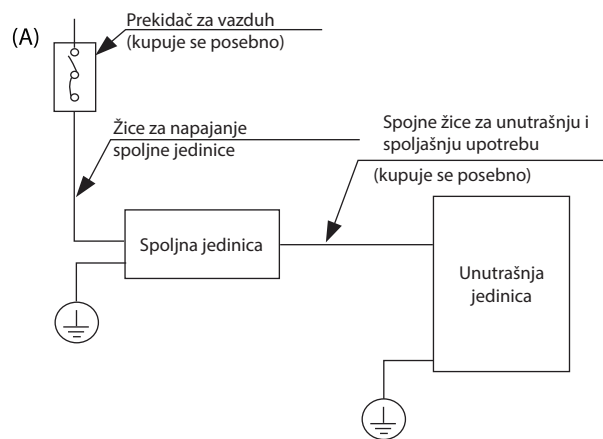 (A)
Prekidač za vazduh
(kupuje se posebno)
Žice za napajanje
spoljne jedinice
Spojne žice za unutrašnju i
spoljašnju upotrebu
(kupuje se posebno)
Spoljna jedinica
Unutrašnja
jedinica